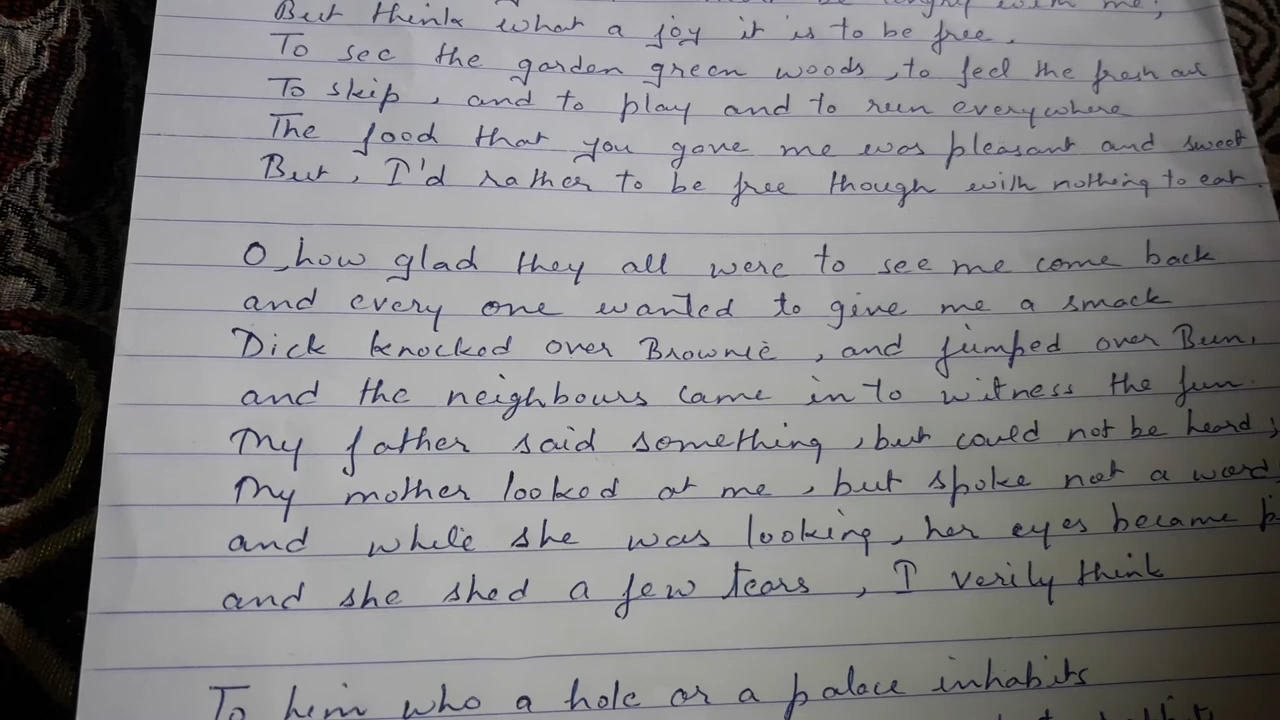 be angry with me;
But think what a joy it is to be free.
To see the garden green woods, to feel the fresh air
To skip, and to play and to run everywhere
The food that you gave me was pleasant and sweet
But, I'd rather to be free though with nothing to eat.
O, how glad they all were to see me come back
and every one wanted to give me a smack
Dick knocked over Brownie, and jumped over Bun,
and the neighbours came in to witness the fun.
My father said something, but could not be heard;
My mother looked at me, but spoke not a word
and while she was looking, her eyes became
and she shed a few tears, I verily think
To him who a hole or a palace inhabits